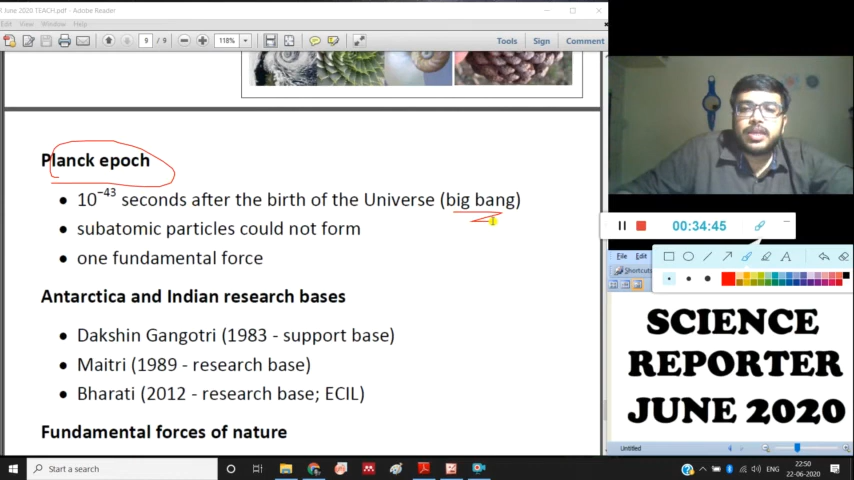 June 2020 TEACH.pdf - Adobe Reader
Edit View Window Help
9 / 9 118% Tools Sign Comment
Planck epoch
• 10⁻⁴³ seconds after the birth of the Universe (big bang)
• subatomic particles could not form
• one fundamental force
Antarctica and Indian research bases
• Dakshin Gangotri (1983 - support base)
• Maitri (1989 - research base)
• Bharati (2012 - research base; ECIL)
Fundamental forces of nature
00:34:45
File Edit
A
Shortcuts
SCIENCE
REPORTER
JUNE 2020
Untitled
Start a search
ENG
22:50
22-06-2020